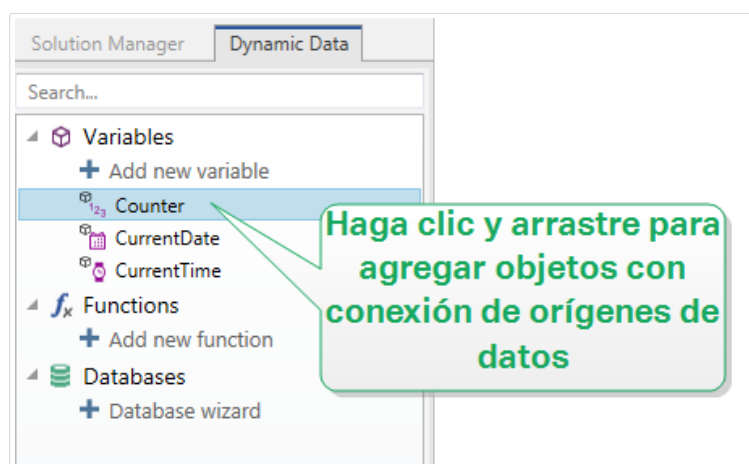 Solution Manager Dynamic Data
Search...
Variables
Add new variable
Counter
CurrentDate
CurrentTime
Functions
Add new function
Databases
Database wizard
Haga clic y arrastre para
agregar objetos con
conexión de orígenes de
datos